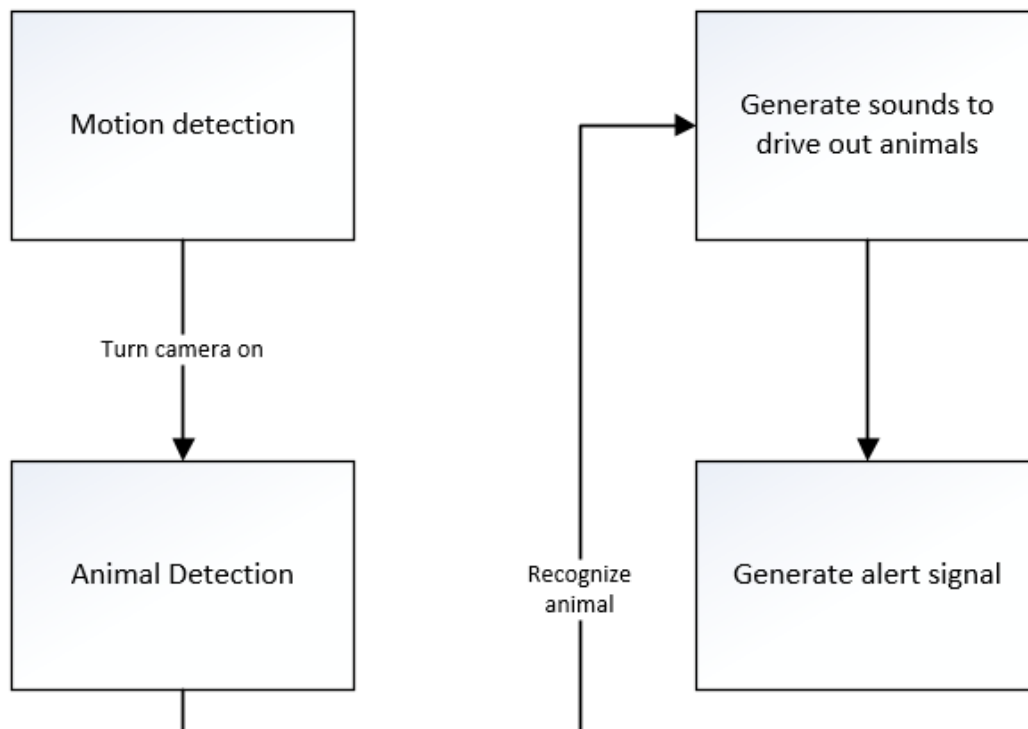 Motion detection
Turn camera on
Animal Detection
Recognize
animal
Generate sounds to
drive out animals
Generate alert signal